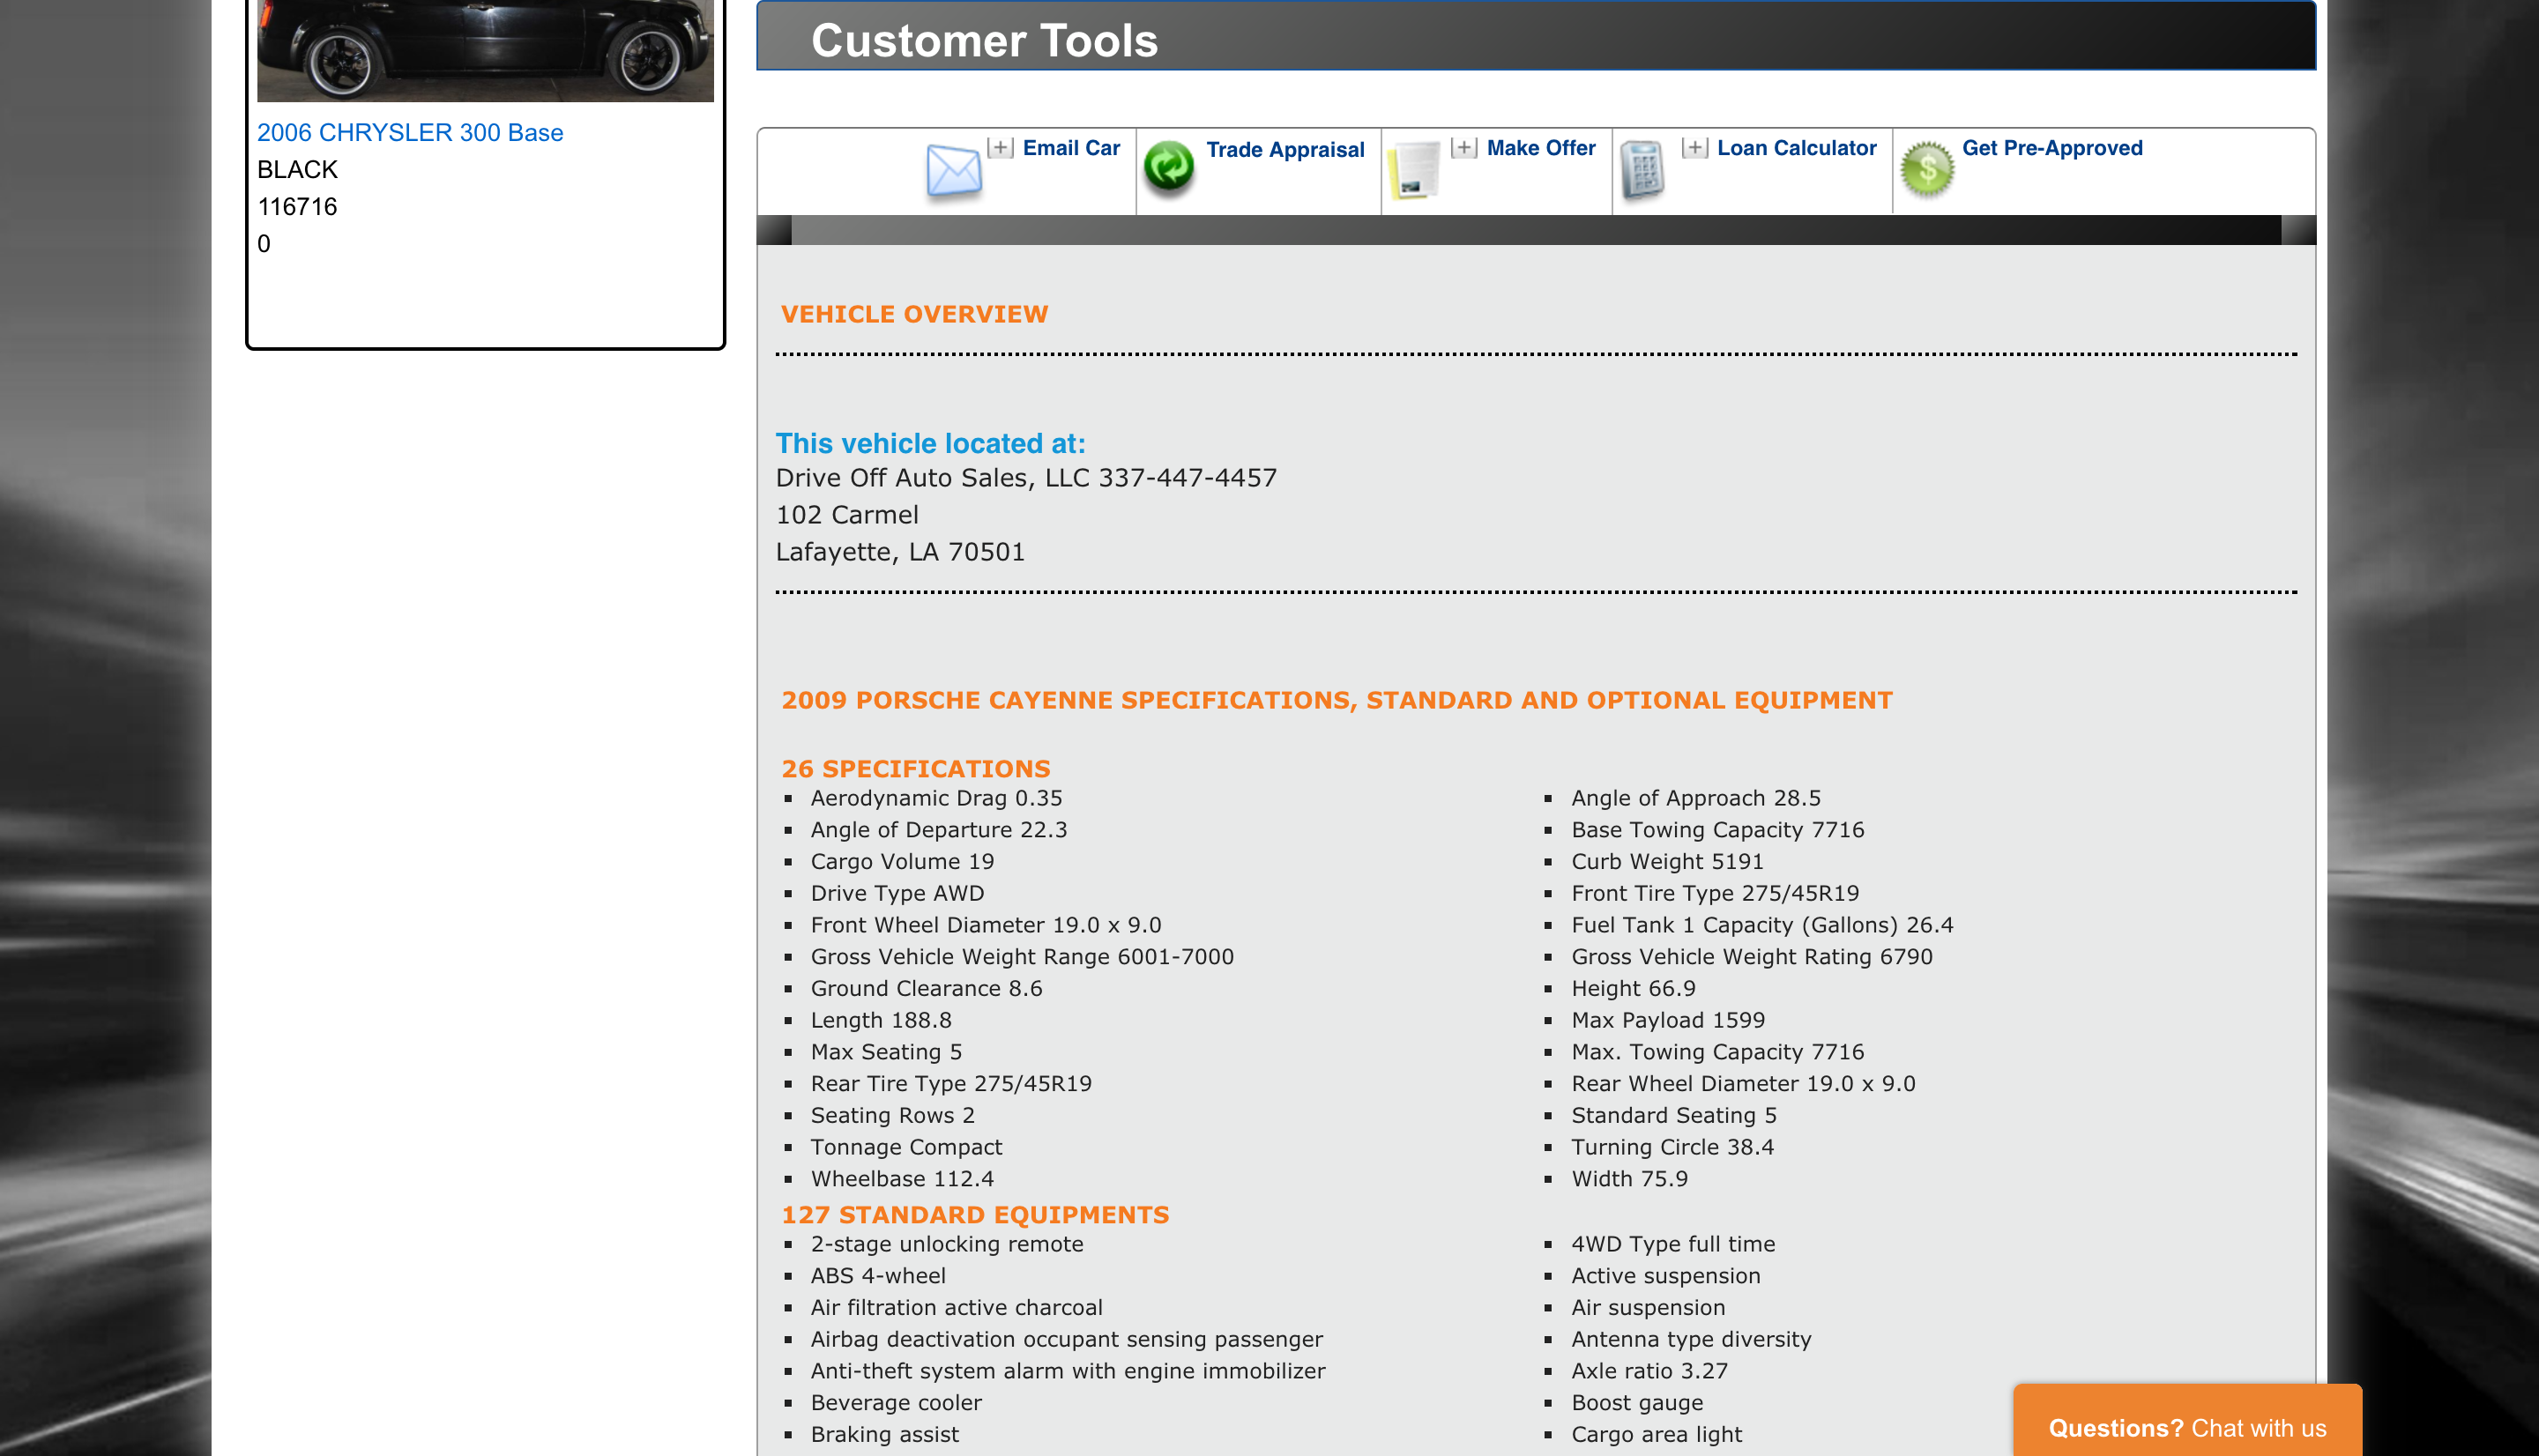 2006 CHRYSLER 300 Base
BLACK
116716
0
Customer Tools
Email Car
Trade Appraisal
Make Offer
Loan Calculator
Get Pre-Approved
VEHICLE OVERVIEW
This vehicle located at:
Drive Off Auto Sales, LLC 337-447-4457
102 Carmel
Lafayette, LA 70501
2009 PORSCHE CAYENNE SPECIFICATIONS, STANDARD AND OPTIONAL EQUIPMENT
26 SPECIFICATIONS
Aerodynamic Drag 0.35
Angle of Approach 28.5
Angle of Departure 22.3
Base Towing Capacity 7716
Cargo Volume 19
Curb Weight 5191
Drive Type AWD
Front Tire Type 275/45R19
Front Wheel Diameter 19.0 x 9.0
Fuel Tank 1 Capacity (Gallons) 26.4
Gross Vehicle Weight Range 6001-7000
Gross Vehicle Weight Rating 6790
Ground Clearance 8.6
Height 66.9
Length 188.8
Max Payload 1599
Max Seating 5
Max. Towing Capacity 7716
Rear Tire Type 275/45R19
Rear Wheel Diameter 19.0 x 9.0
Seating Rows 2
Standard Seating 5
Tonnage Compact
Turning Circle 38.4
Wheelbase 112.4
Width 75.9
127 STANDARD EQUIPMENTS
2-stage unlocking remote
4WD Type full time
ABS 4-wheel
Active suspension
Air filtration active charcoal
Air suspension
Airbag deactivation occupant sensing passenger
Antenna type diversity
Anti-theft system alarm with engine immobilizer
Axle ratio 3.27
Beverage cooler
Boost gauge
Braking assist
Cargo area light
Questions? Chat with us